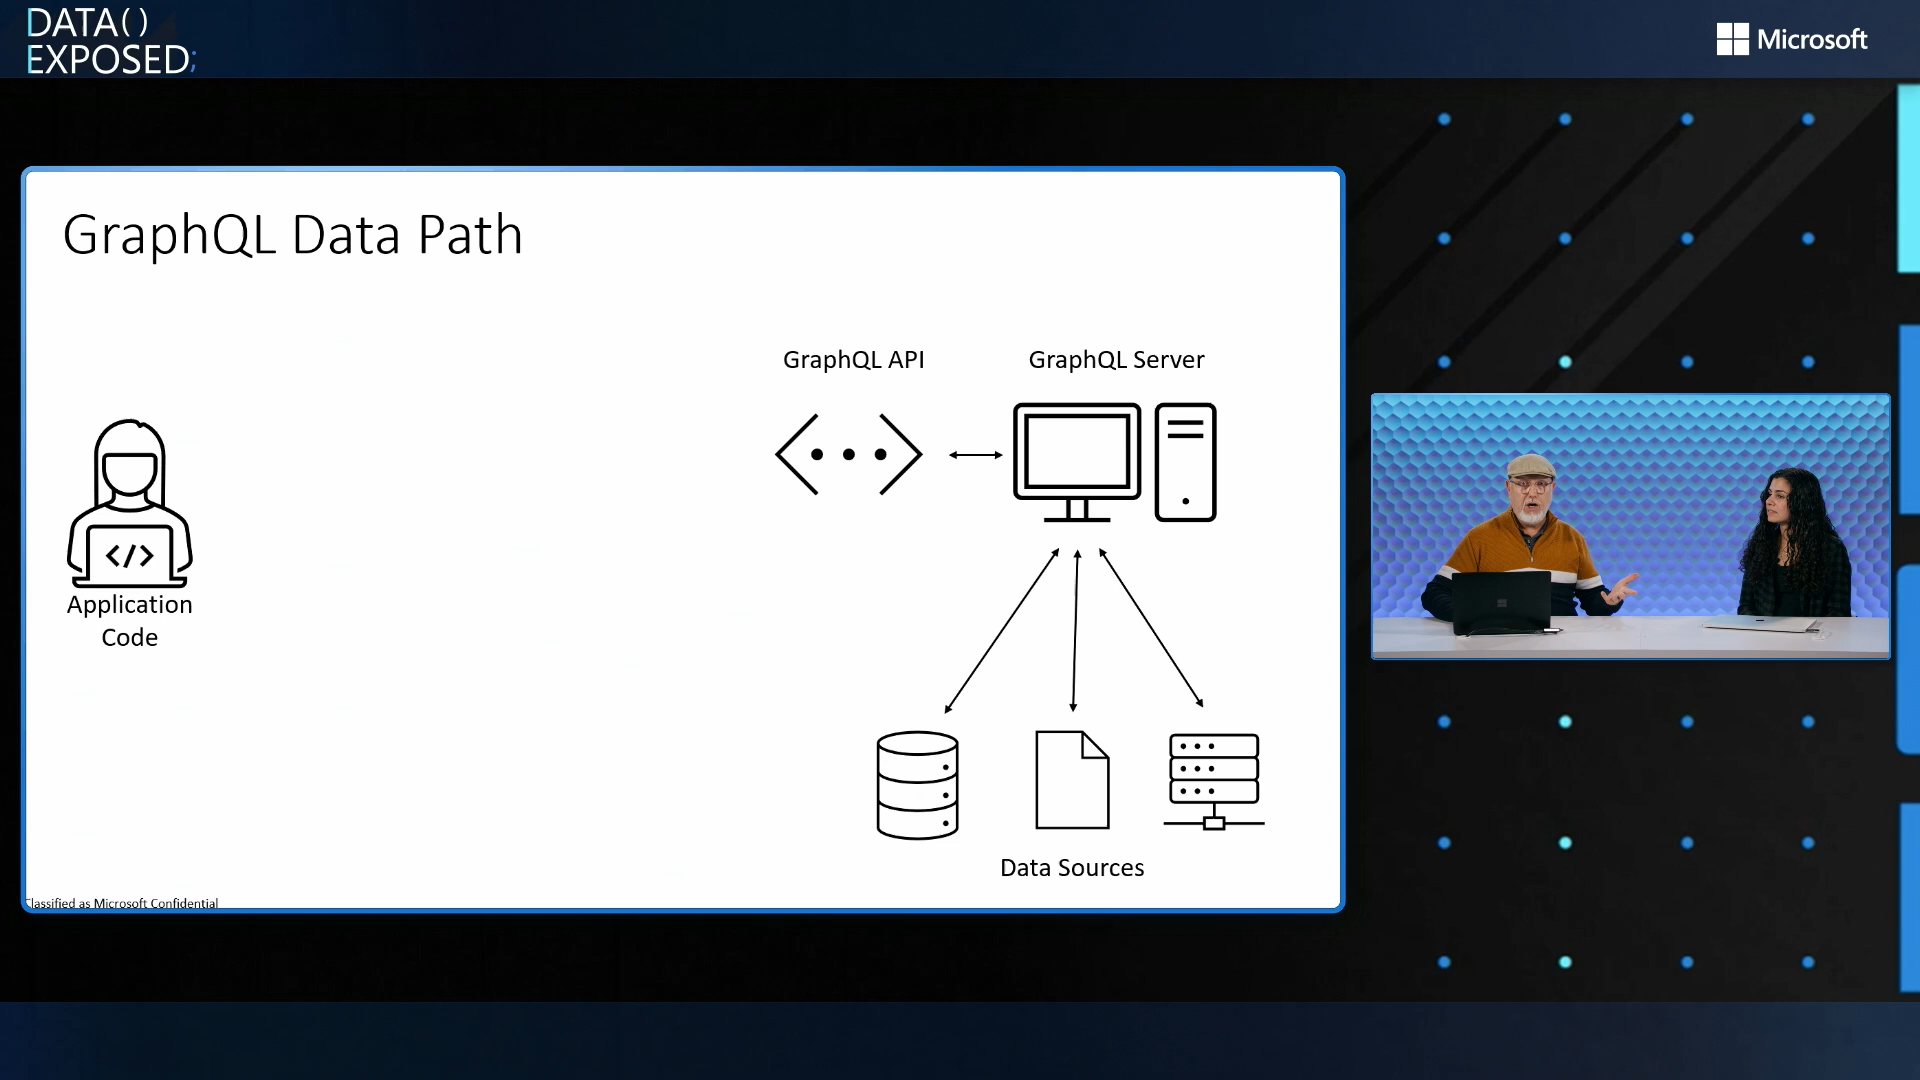 DATA()
EXPOSED;
Microsoft
GraphQL Data Path
GraphQL API
GraphQL Server
Application
Code
Data Sources
Classified as Microsoft Confidential